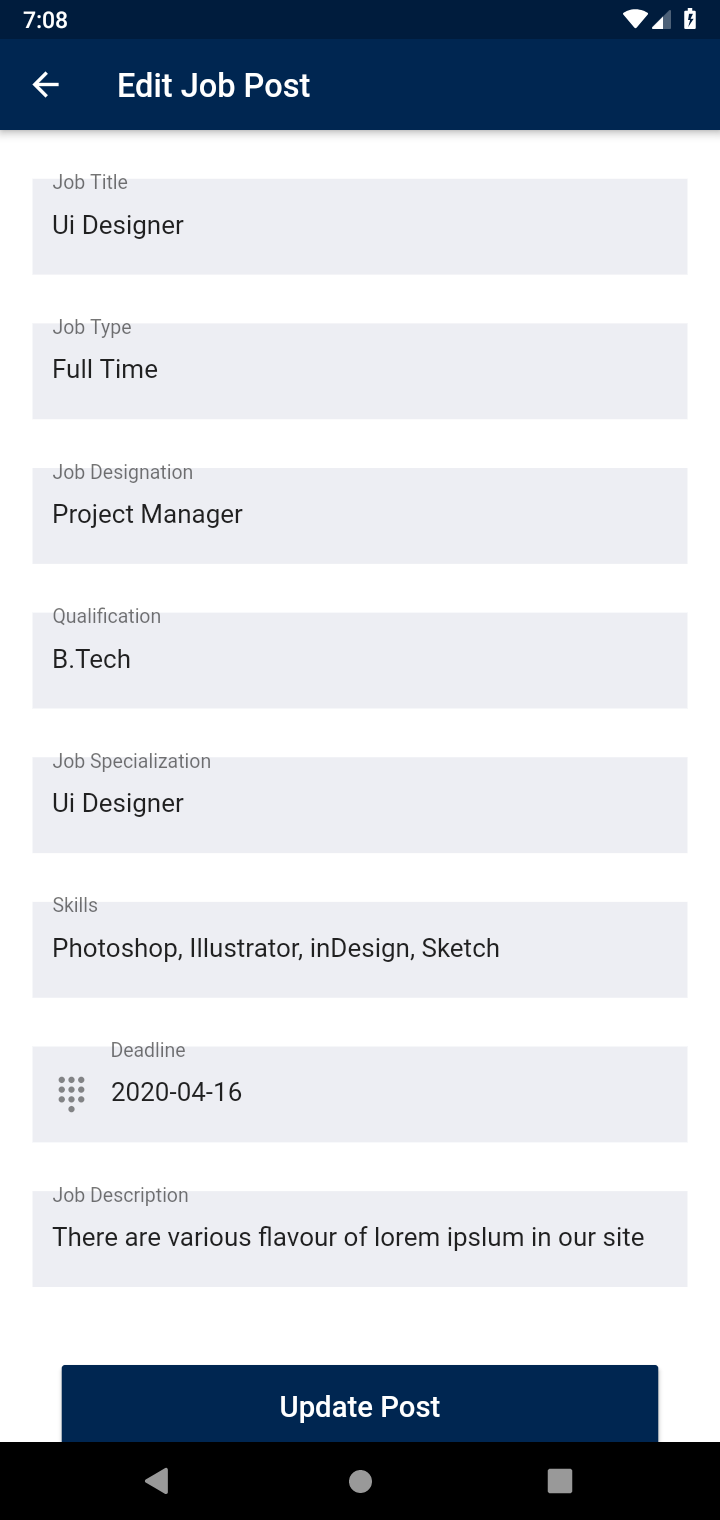 7:08
Edit Job Post
Job Title
Ui Designer
Job Type
Full Time
Job Designation
Project Manager
Qualification
B.Tech
Job Specialization
Ui Designer
Skills
Photoshop, Illustrator, inDesign, Sketch
Deadline
2020-04-16
Job Description
There are various flavour of lorem ipslum in our site
Update Post